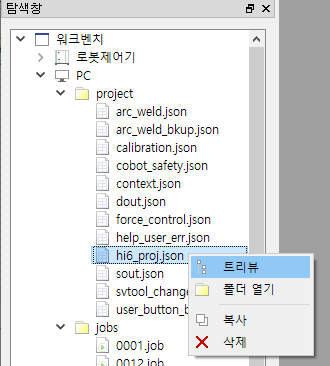 탐색창
워크벤치
로봇제어기
PC
project
arc_weld.json
arc_weld_bkup.json
calibration.json
cobot_safety.json
context.json
dout.json
force_control.json
help_user_err.json
hi6_proj.json
sout.json
svtool_change
user_button_b
jobs
0001.job
0012.job
트리뷰
폴더 열기
복사
삭제